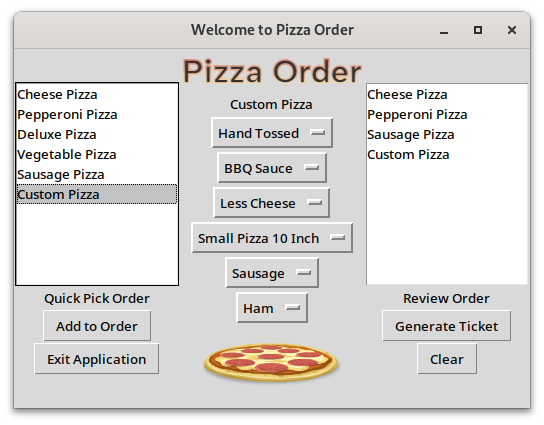 Welcome to Pizza Order
Pizza Order
Cheese Pizza
Pepperoni Pizza
Deluxe Pizza
Vegetable Pizza
Sausage Pizza
Custom Pizza
Quick Pick Order
Add to Order
Exit Application
Custom Pizza
Hand Tossed
BBQ Sauce
Less Cheese
Small Pizza 10 Inch
Sausage
Ham
Cheese Pizza
Pepperoni Pizza
Sausage Pizza
Custom Pizza
Review Order
Generate Ticket
Clear